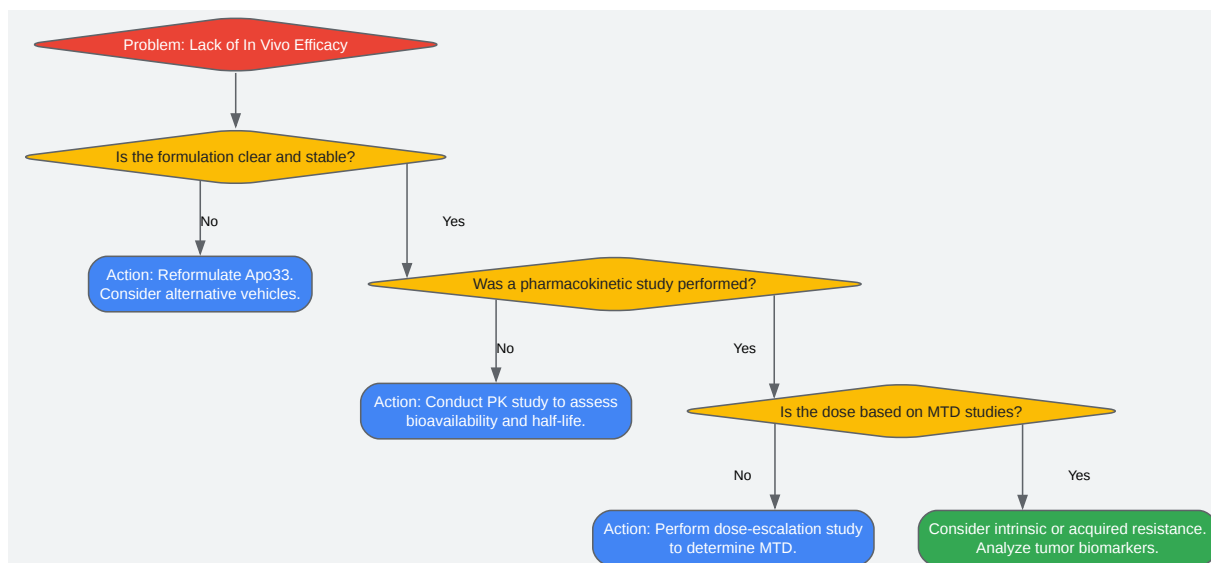 Problem: Lack of In Vivo Efficacy
Is the formulation clear and stable?
No
Yes
Action: Reformulate Apo33.
Consider alternative vehicles.
Was a pharmacokinetic study performed?
No
Yes
Action: Conduct PK study to assess
bioavailability and half-life.
Is the dose based on MTD studies?
No
Yes
Action: Perform dose-escalation study
to determine MTD.
Consider intrinsic or acquired resistance.
Analyze tumor biomarkers.